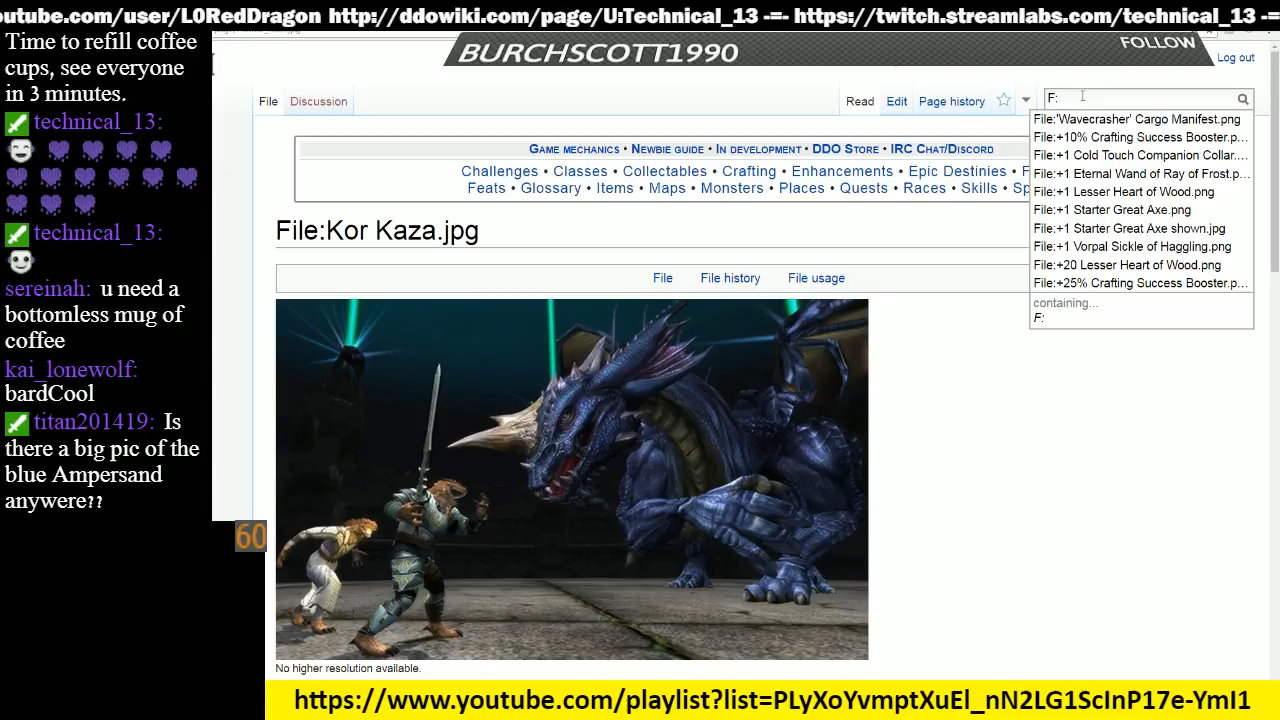 outube.com/user/L0RedDragon http://ddowiki.com/page/U:Technical_13 -=- https://twitch.streamlabs.com/technical_13 -=
Time to refill coffee
cups, see everyone
in 3 minutes.
technical_13:
technical_13:
sereinah: u need a
bottomless mug of
coffee
kai_lonewolf:
bardCool
titan201419: Is
there a big pic of the
blue Ampersand
anywere??
60
BURCHSCOTT1990
FOLLOW
Log out
File Discussion
Read Edit Page history
F:
File:'Wavecrasher' Cargo Manifest.png
File:+10% Crafting Success Booster.p...
File:+1 Cold Touch Companion Collar....
File:+1 Eternal Wand of Ray of Frost.p...
File:+1 Lesser Heart of Wood.png
File:+1 Starter Great Axe.png
File:+1 Starter Great Axe shown.jpg
File:+1 Vorpal Sickle of Haggling.png
File:+20 Lesser Heart of Wood.png
File:+25% Crafting Success Booster.p...
containing...
F:
Game mechanics • Newbie guide • In development • DDO Store • IRC Chat/Discord
Challenges • Classes • Collectables • Crafting • Enhancements • Epic Destinies • F
Feats • Glossary • Items • Maps • Monsters • Places • Quests • Races • Skills • Sp
File:Kor Kaza.jpg
File File history File usage
No higher resolution available.
https://www.youtube.com/playlist?list=PLyXoYvmptXuEl_nN2LG1ScInP17e-YmI1